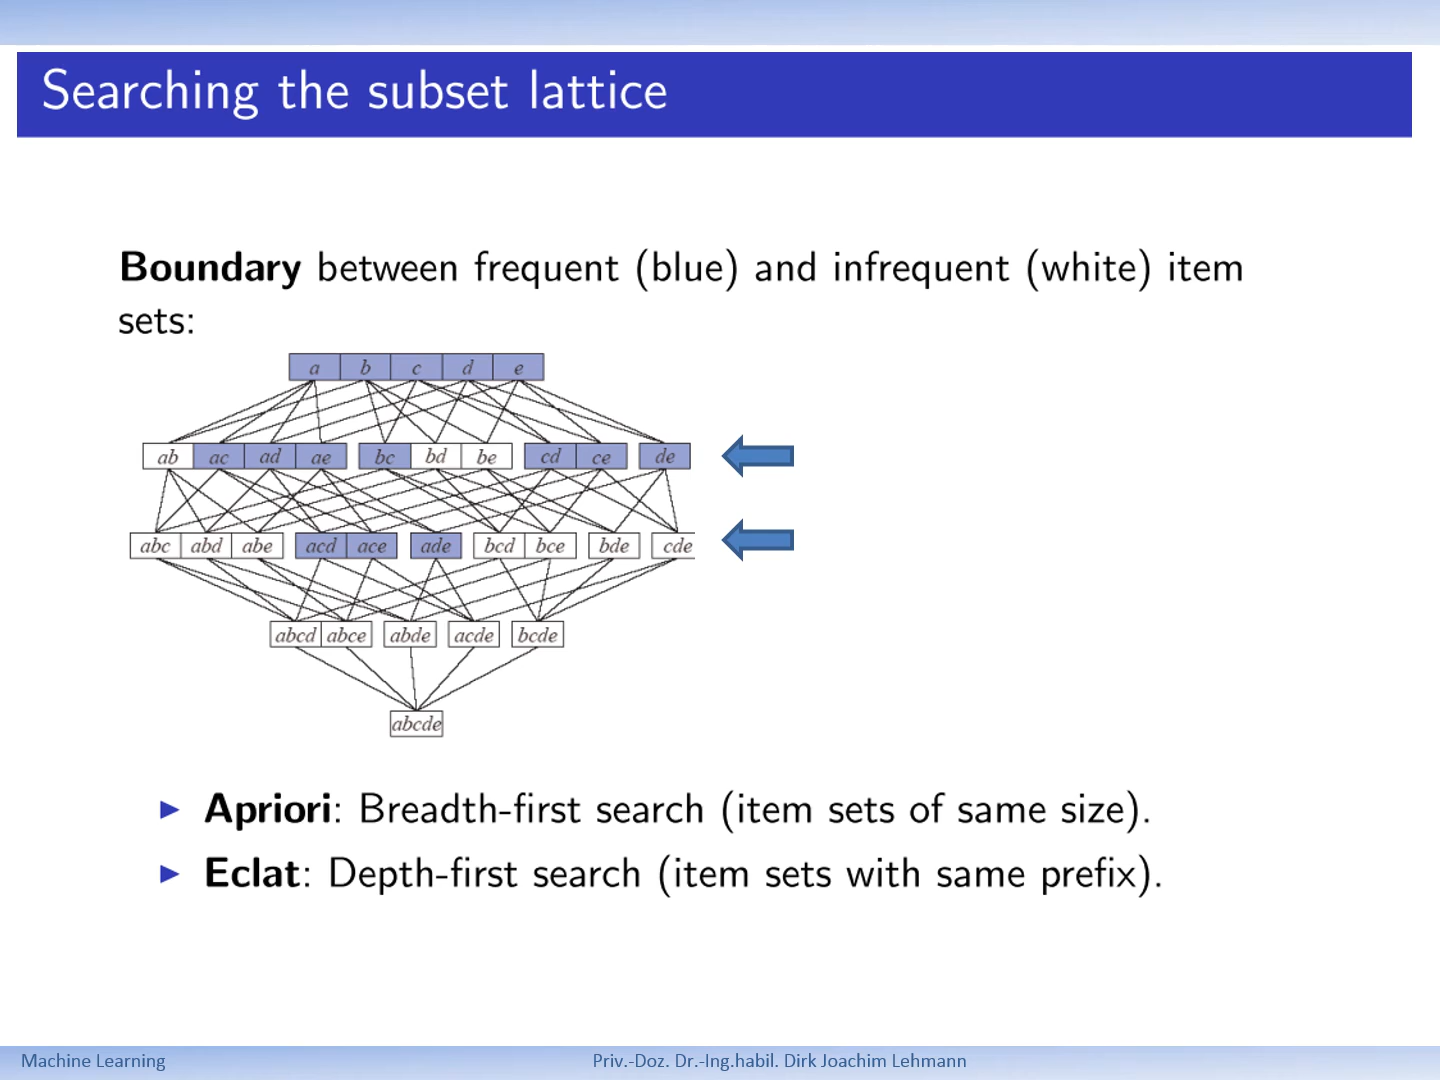 Searching the subset lattice
Boundary between frequent (blue) and infrequent (white) item
sets:
a b c d e
ab ac ad ae bc bd be cd ce de
abc abd abe acd ace ade bcd bce bde cde
abcd abce abde acde bcde
abcde
Apriori: Breadth-first search (item sets of same size).
Eclat: Depth-first search (item sets with same prefix).
Machine Learning Priv.-Doz. Dr.-Ing.habil. Dirk Joachim Lehmann